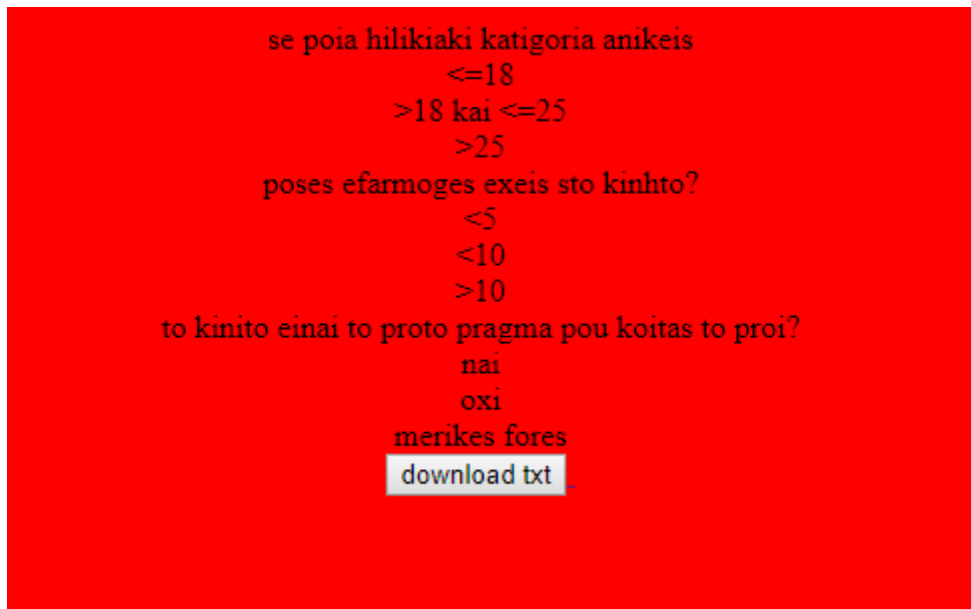 se poia hilikiaki katigoria anikeis
<=18
>18 kai <=25
>25
poses efarmoges exeis sto kinhto?
<5
<10
>10
to kinito einai to proto pragma pou koitas to proi?
nai
oxi
merikes fores
download txt